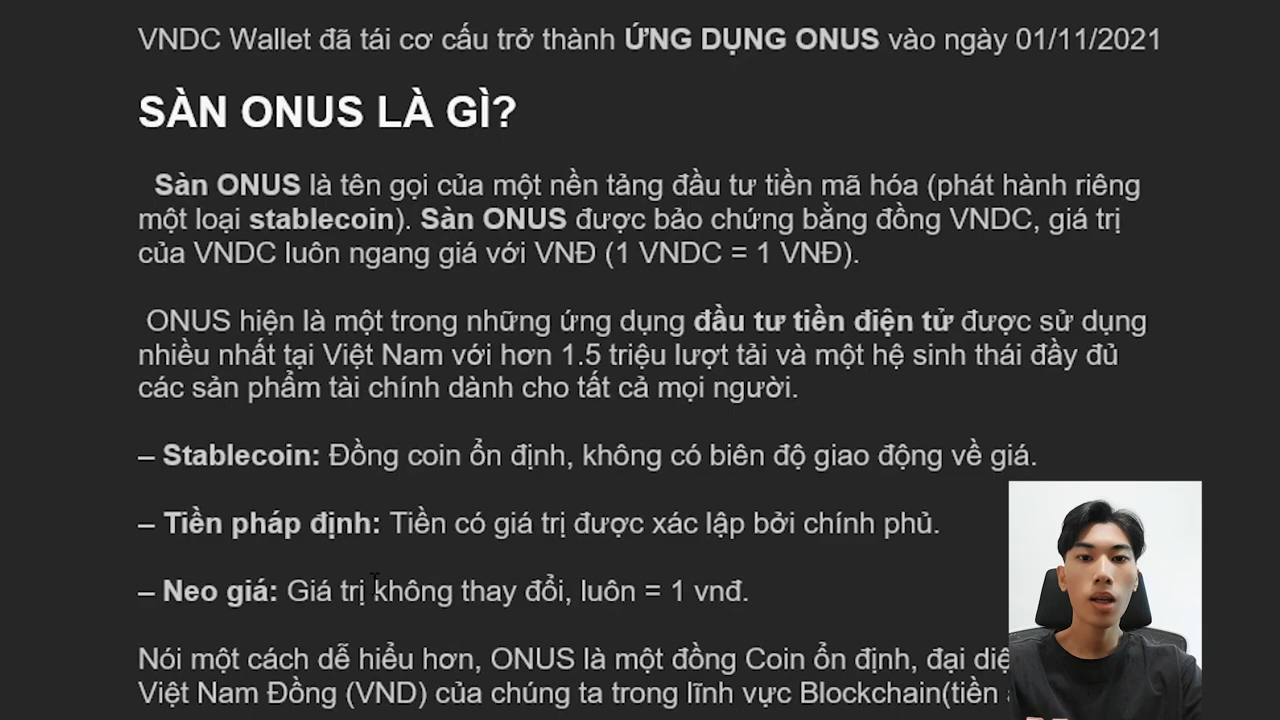 VNDC Wallet đã tái cơ cấu trở thành ỨNG DỤNG ONUS vào ngày 01/11/2021
SÀN ONUS LÀ GÌ?
Sàn ONUS là tên gọi của một nền tảng đầu tư tiền mã hóa (phát hành riêng
một loại stablecoin). Sàn ONUS được bảo chứng bằng đồng VNDC, giá trị
của VNDC luôn ngang giá với VNĐ (1 VNDC = 1 VNĐ).
ONUS hiện là một trong những ứng dụng đầu tư tiền điện tử được sử dụng
nhiều nhất tại Việt Nam với hơn 1.5 triệu lượt tải và một hệ sinh thái đầy đủ
các sản phẩm tài chính dành cho tất cả mọi người.
– Stablecoin: Đồng coin ổn định, không có biên độ giao động về giá.
– Tiền pháp định: Tiền có giá trị được xác lập bởi chính phủ.
– Neo giá: Giá trị không thay đổi, luôn = 1 vnđ.
Nói một cách dễ hiểu hơn, ONUS là một đồng Coin ổn định, đại
Việt Nam Đồng (VND) của chúng ta trong lĩnh vực Blockchain(tiền